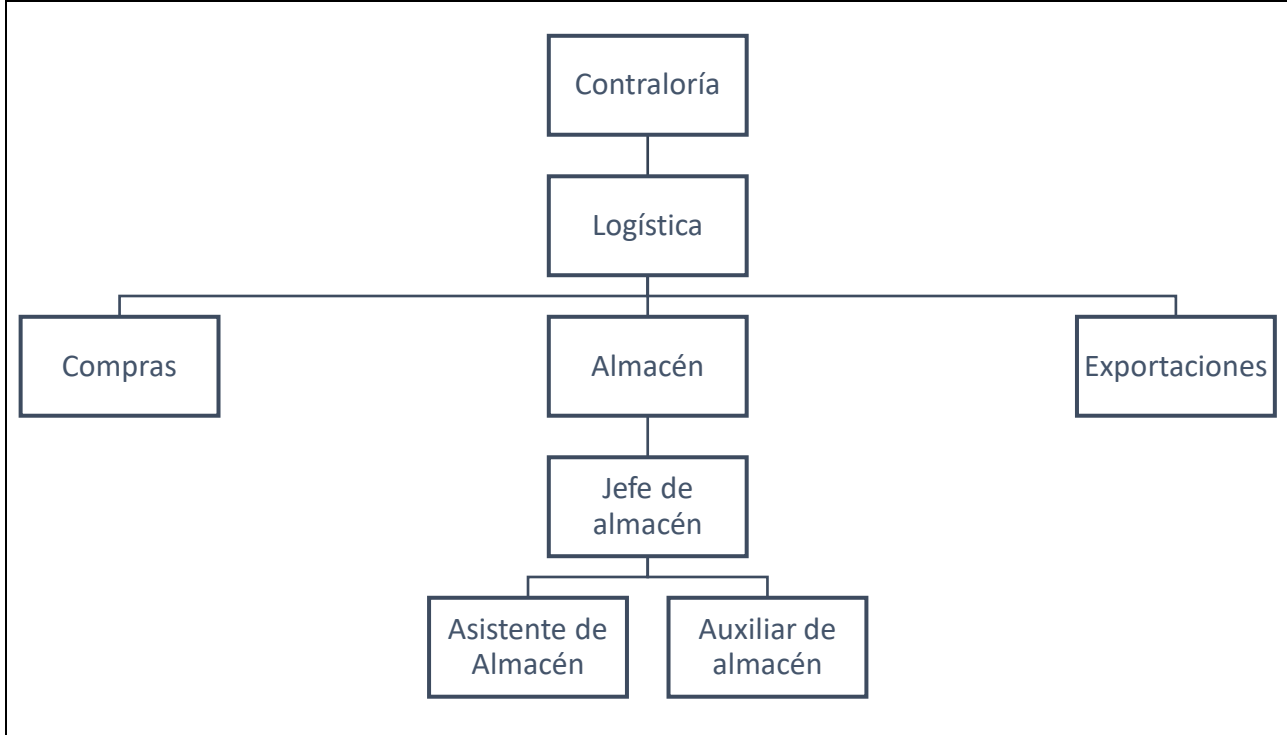 Contraloría
Logística
Compras
Almacén
Exportaciones
Jefe de
almacén
Asistente de
Almacén
Auxiliar de
almacén